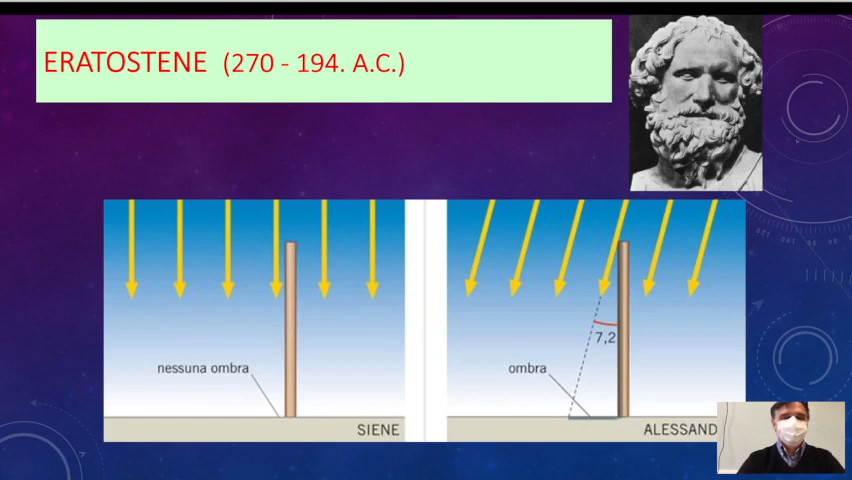 ERATOSTENE (270 - 194. A.C.)
nessuna ombra
SIENE
7,2
ombra
ALESSAND